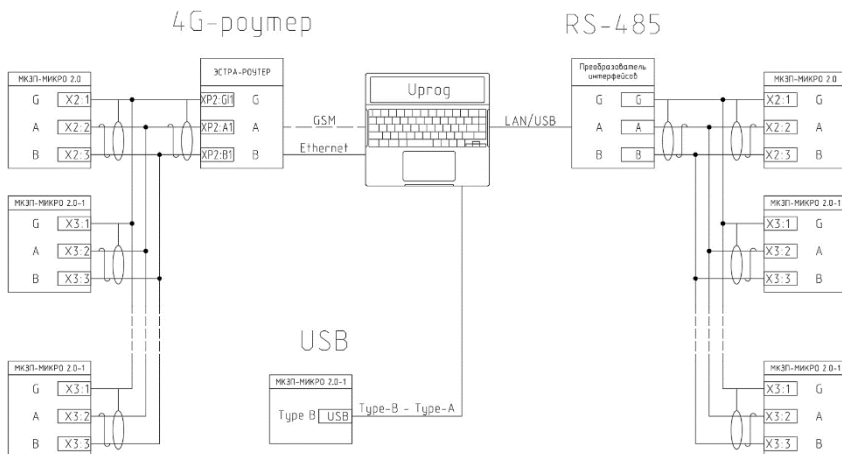 4G-роутер
RS-485
МКЗП-МИКРО 2.0
G X2:1
A X2:2
B X2:3
ЭСТРА-РОУТЕР
XP2:G1 G
XP2:A1 A
XP2:B1 B
GSM
Ethernet
Uprog
LAN/USB
Преобразователь
интерфейсов
G G
A A
B B
МКЗП-МИКРО 2.0
X2:1 G
X2:2 A
X2:3 B
МКЗП-МИКРО 2.0-1
G X3:1
A X3:2
B X3:3
МКЗП-МИКРО 2.0-1
X3:1 G
X3:2 A
X3:3 B
USB
МКЗП-МИКРО 2.0-1
Type B USB
Type-B - Type-A
МКЗП-МИКРО 2.0-1
G X3:1
A X3:2
B X3:3
МКЗП-МИКРО 2.0-1
X3:1 G
X3:2 A
X3:3 B